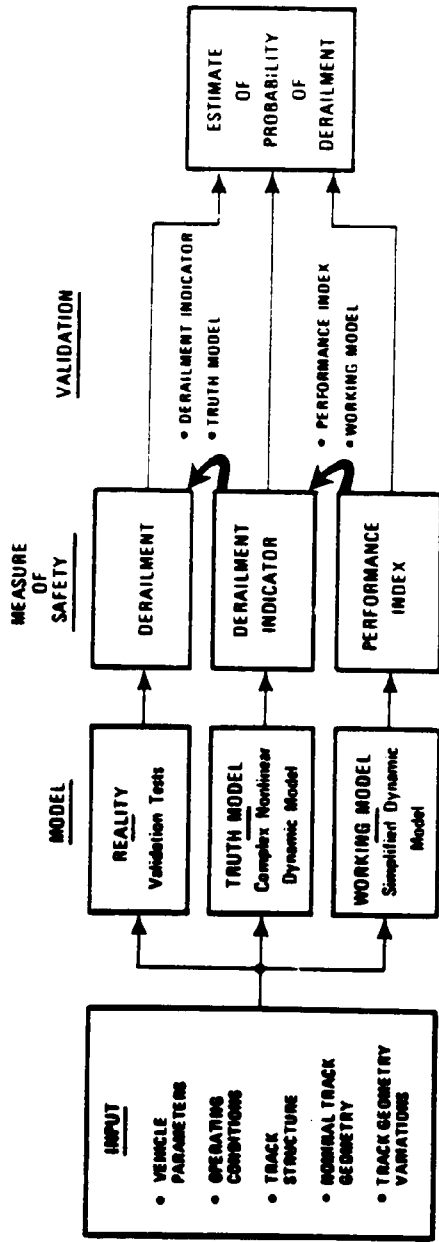 INPUT
• VEHICLE
PARAMETERS
• OPERATING
CONDITIONS
• TRACK
STRUCTURE
• NOMINAL TRACK
GEOMETRY
• TRACK GEOMETRY
VARIATIONS
MODEL
REALITY
Validation Tests
TRUTH MODEL
Complex Nonlinear
Dynamic Model
WORKING MODEL
Simplified Dynamic
Model
MEASURE
OF
SAFETY
DERAILMENT
DERAILMENT
INDICATOR
PERFORMANCE
INDEX
VALIDATION
• DERAILMENT INDICATOR
• TRUTH MODEL
• PERFORMANCE INDEX
• WORKING MODEL
ESTIMATE
OF
PROBABILITY
OF
DERAILMENT